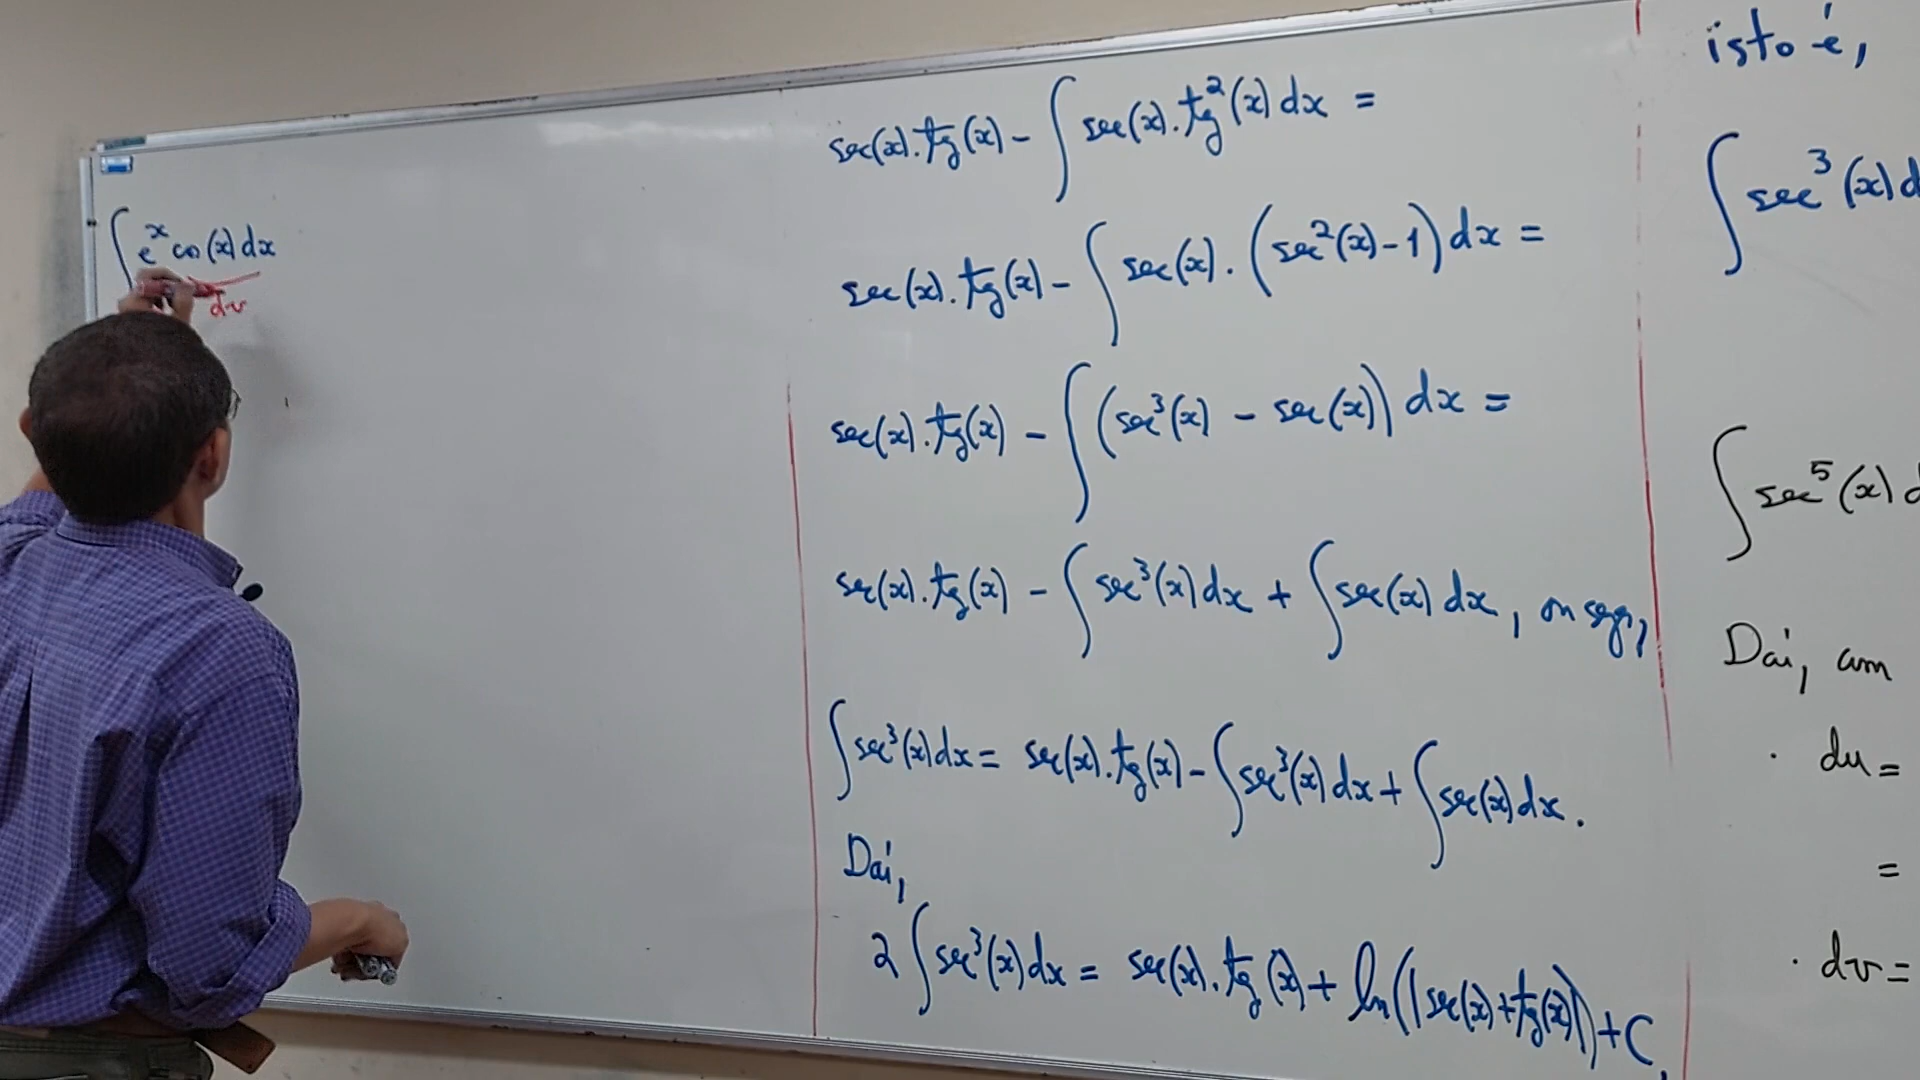 ∫ eˣ cos(x) dx
dv
sec(x).tg(x) - ∫ sec(x).tg²(x) dx =
sec(x).tg(x) - ∫ sec(x).(sec²(x)-1) dx =
sec(x).tg(x) - ∫ (sec³(x) - sec(x)) dx =
sec(x).tg(x) - ∫ sec³(x) dx + ∫ sec(x) dx,
∫ sec³(x) dx = sec(x).tg(x) - ∫ sec³(x) dx + ∫ sec(x) dx.
Daí,
2 ∫ sec³(x) dx = sec(x).tg(x) + ln(|sec(x)+tg(x)|) + C,
isto é,
∫ sec³(x) d
∫ sec⁵(x) d
Daí, com
· du =
=
· dv =